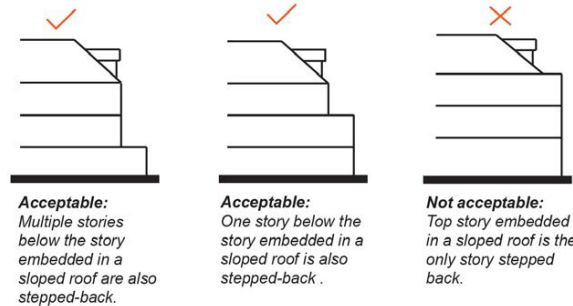 Acceptable:
Multiple stories
below the story
embedded in a
sloped roof are also
stepped-back.
Acceptable:
One story below the
story embedded in a
sloped roof is also
stepped-back .
Not acceptable:
Top story embedded
in a sloped roof is the
only story stepped
back.